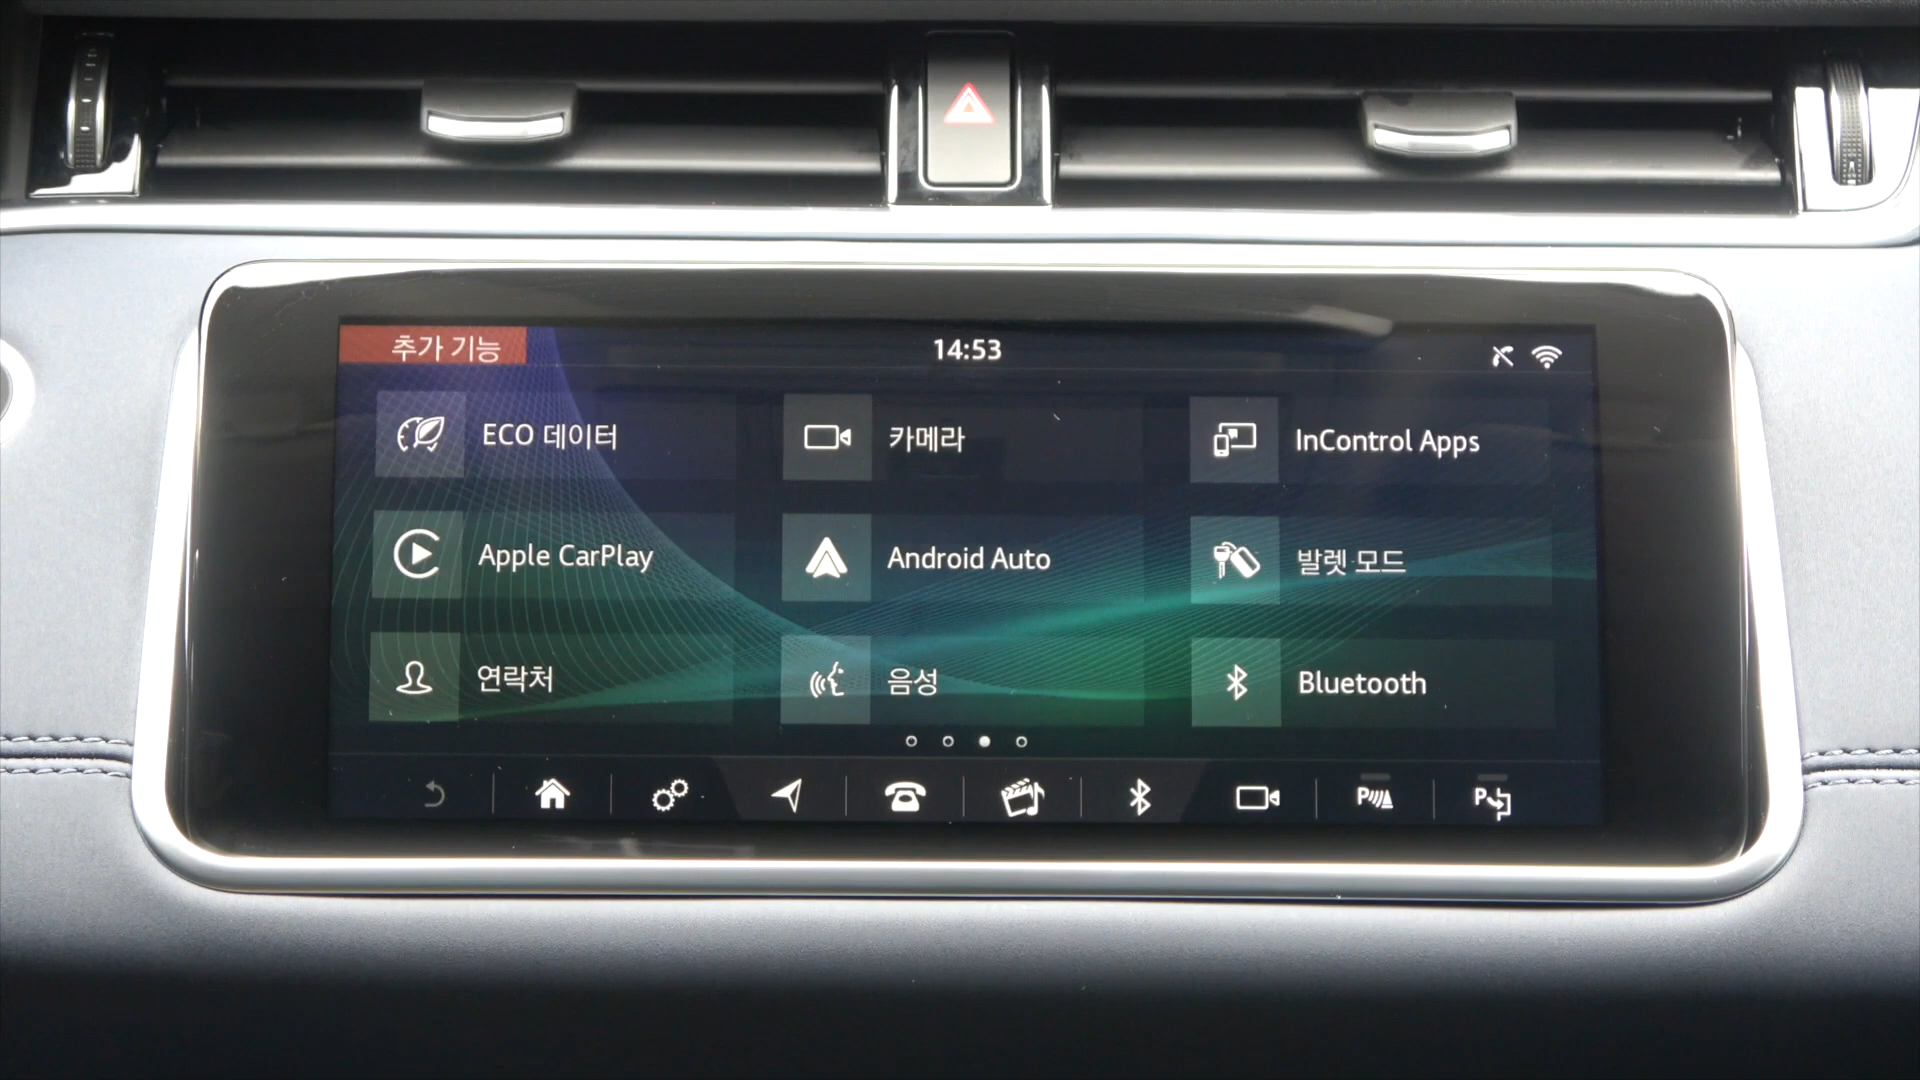 추가 기능
14:53
ECO 데이터
카메라
InControl Apps
Apple CarPlay
Android Auto
발렛 모드
연락처
음성
Bluetooth
P
P